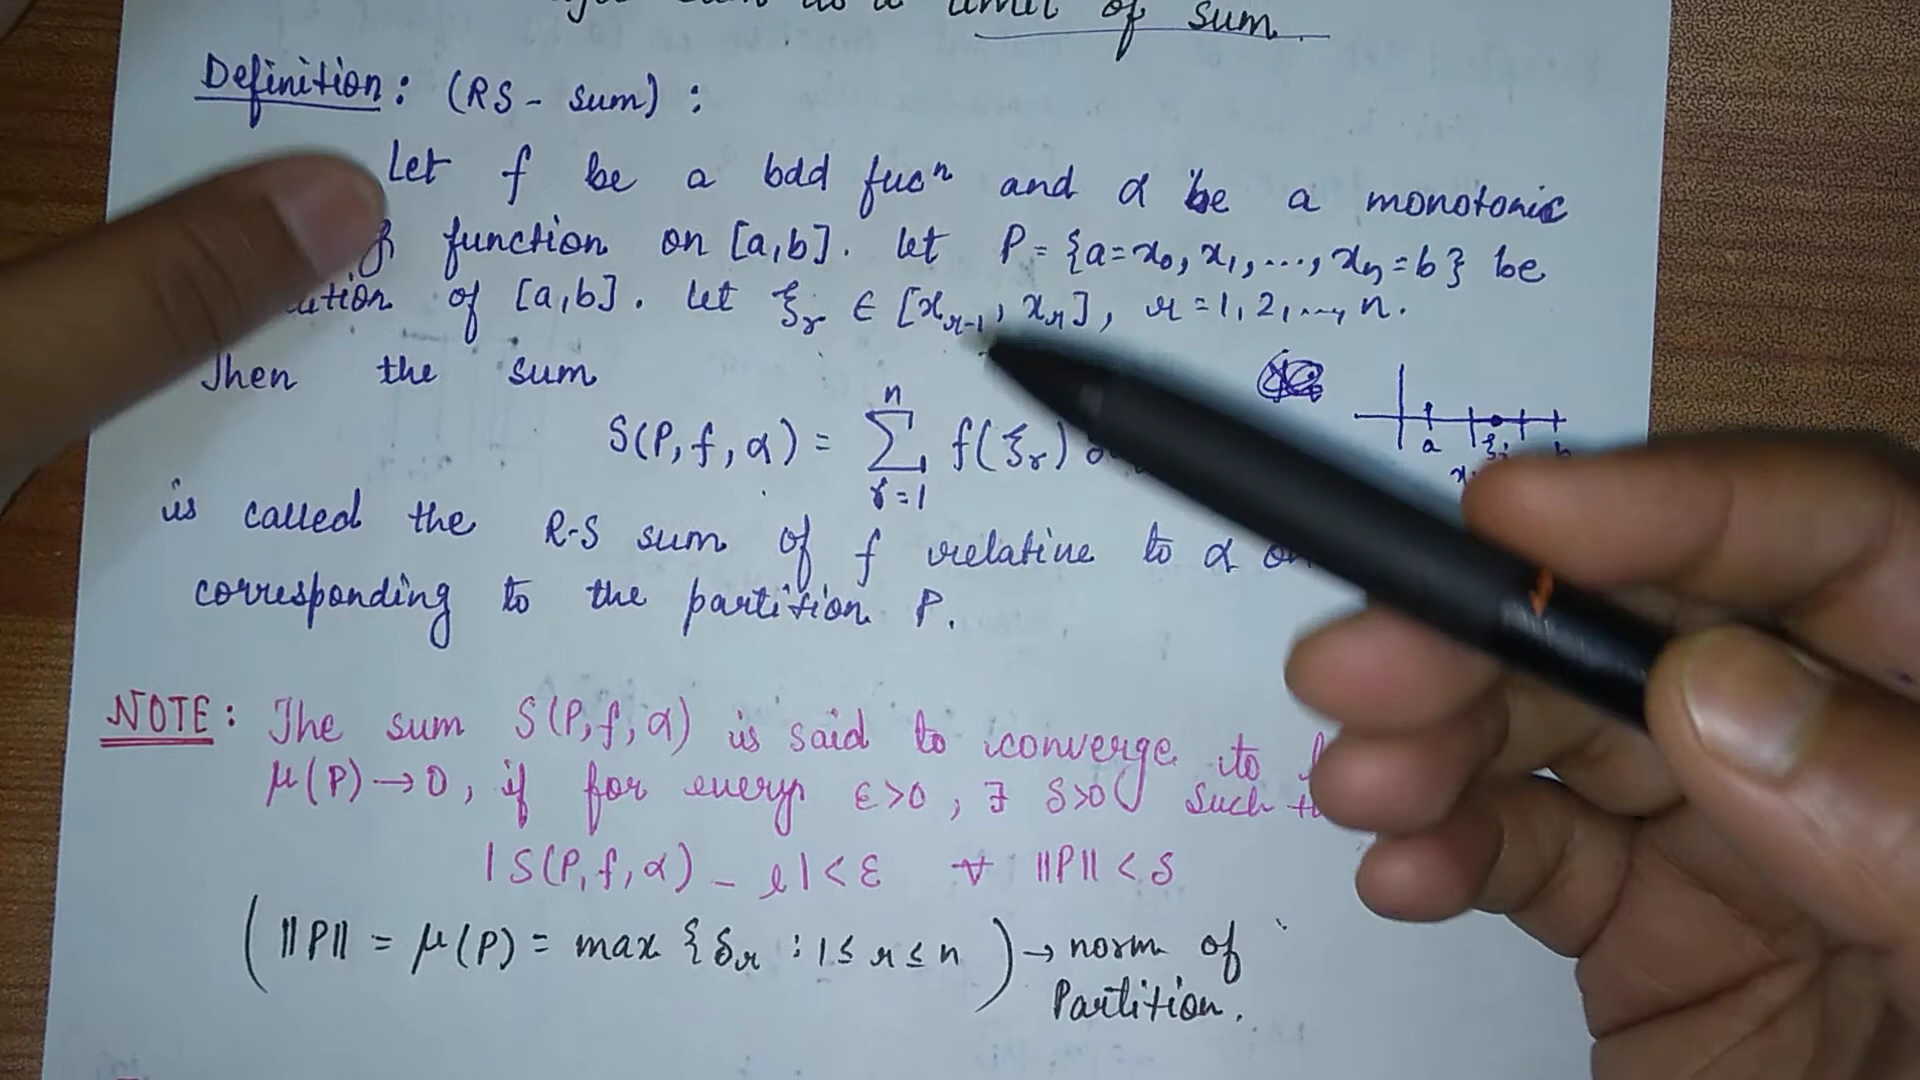 as a limit of sum.
Definition: (RS - sum) :
Let f be a bdd fucⁿ and α be a monotonic
function on [a,b]. let P = {a=x₀, x₁, ..., xₙ=b} be
of [a,b]. let ξᵣ ∈ [xᵣ₋₁, xᵣ], r = 1, 2, ..., n.
Then the sum
S(P, f, α) = Σ n r=1 f(ξᵣ)
a
is called the R-S sum of f relative to α
corresponding to the partition P.
NOTE: The sum S(P, f, α) is said to converge to
μ(P) → 0, if for every ε>0, ∃ δ>0 such
|S(P, f, α) - l| < ε ∀ ||P|| < δ
( ||P|| = μ(P) = max {δᵣ : 1 ≤ r ≤ n ) → norm of
Partition.